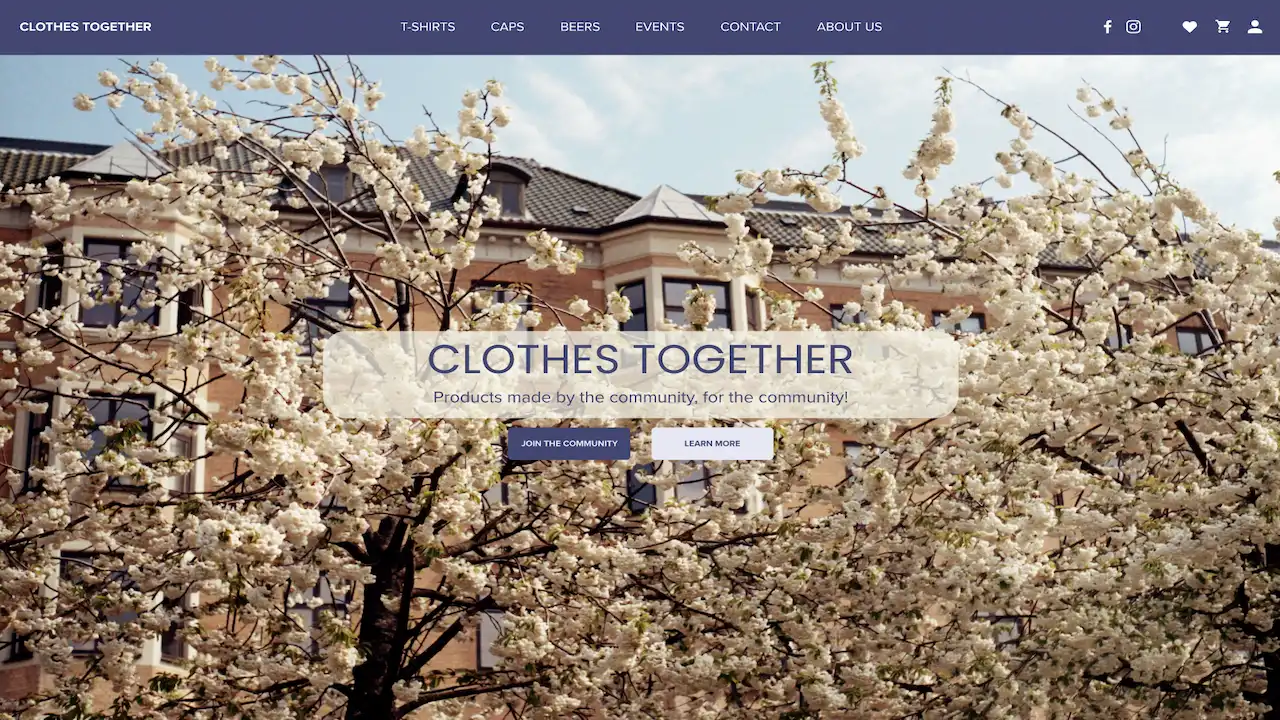 CLOTHES TOGETHER
T-SHIRTS
CAPS
BEERS
EVENTS
CONTACT
ABOUT US
CLOTHES TOGETHER
Products made by the community, for the community!
JOIN THE COMMUNITY
LEARN MORE